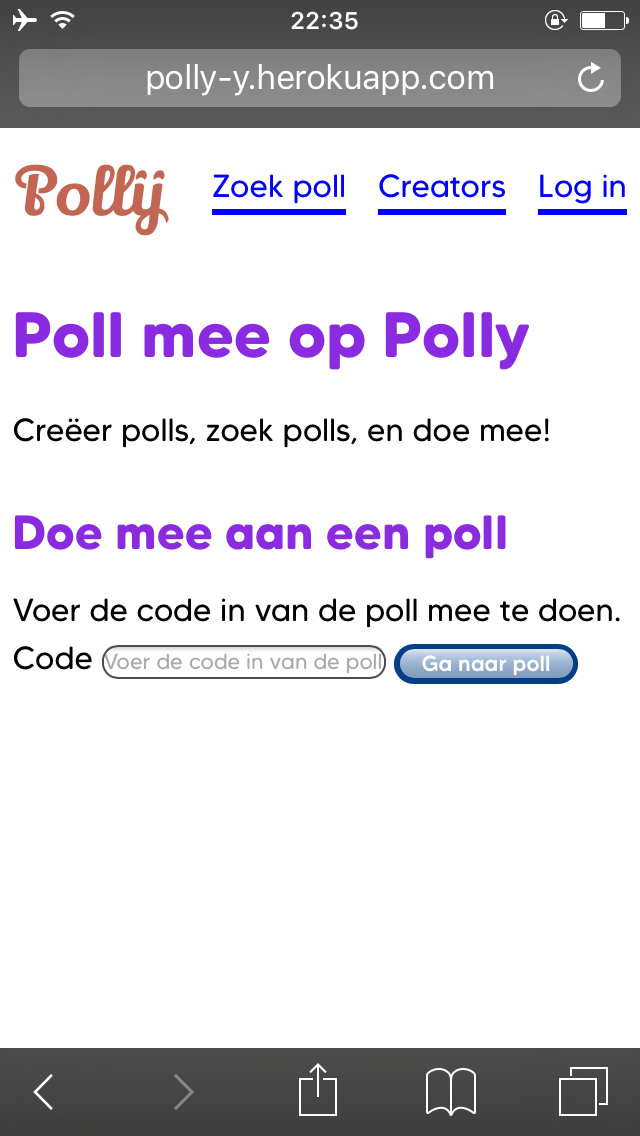 22:35
polly-y.herokuapp.com
Pollij Zoek poll Creators Log in
Poll mee op Polly
Creëer polls, zoek polls, en doe mee!
Doe mee aan een poll
Voer de code in van de poll mee te doen.
Code Voer de code in van de poll Ga naar poll